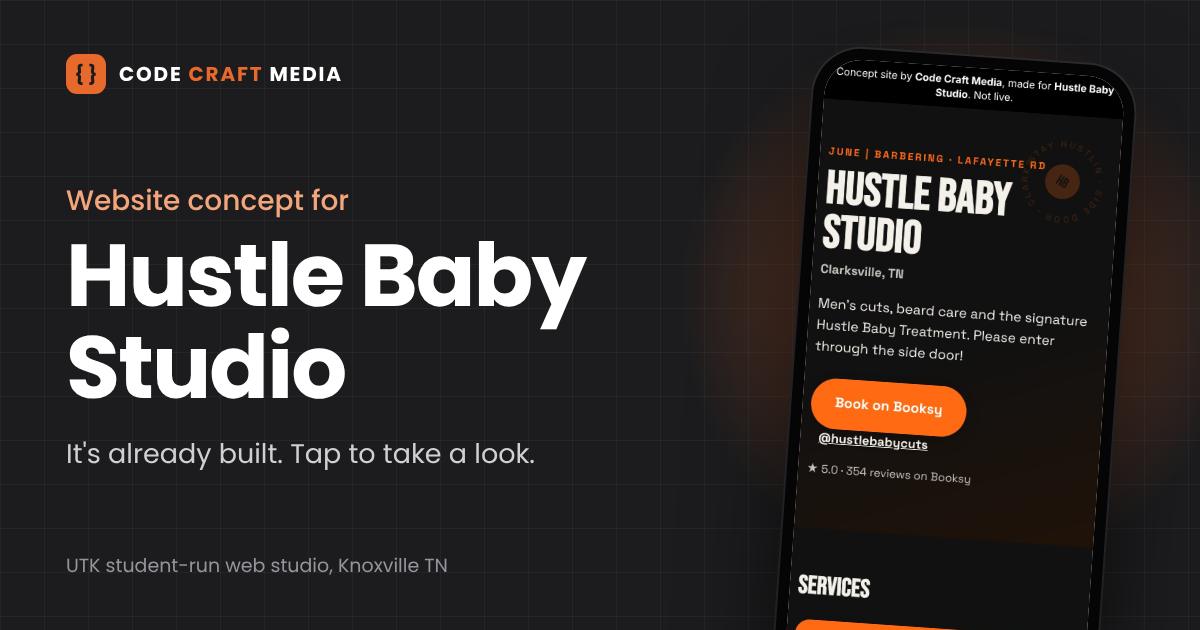 { } CODE CRAFT MEDIA
Website concept for
Hustle Baby
Studio
It's already built. Tap to take a look.
UTK student-run web studio, Knoxville TN
Concept site by Code Craft Media, made for Hustle Baby
Studio. Not live.
JUNE | BARBERING · LAFAYETTE RD
HUSTLE BABY
STUDIO
Clarksville, TN
Men's cuts, beard care and the signature
Hustle Baby Treatment. Please enter
through the side door!
Book on Booksy
@hustlebabycuts
★ 5.0 · 354 reviews on Booksy
SERVICES